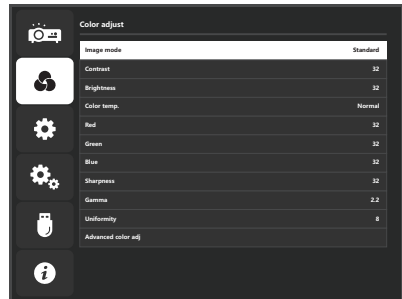 Color adjust
Image mode Standard
Contrast 32
Brightness 32
Color temp. Normal
Red 32
Green 32
Blue 32
Sharpness 32
Gamma 2.2
Uniformity 8
Advanced color adj